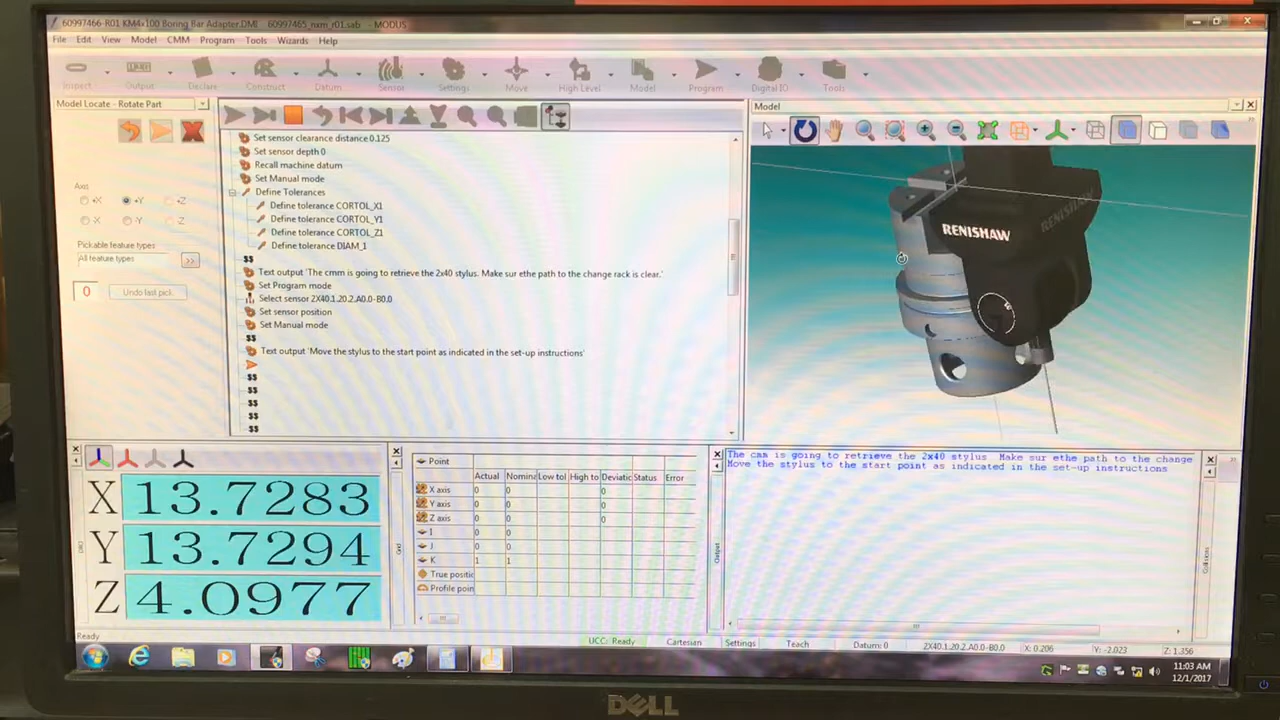 60997466-R01 KM4x100 Boring Bar Adapter.DMI 60997465_nxm_r01.sab - MODUS
File Edit View Model CMM Program Tools Wizards Help
Inspect Output Declare Construct Datum Sensor Settings Move High Level Model Program Digital IO Tools
Model Locate - Rotate Part
Model
Set sensor clearance distance 0.125
Set sensor depth 0
Recall machine datum
Set Manual mode
Define Tolerances
Define tolerance CORTOL_X1
Define tolerance CORTOL_Y1
Define tolerance CORTOL_Z1
Define tolerance DIAM_1
$$
Text output 'The cmm is going to retrieve the 2x40 stylus. Make sur ethe path to the change rack is clear.'
Set Program mode
Select sensor 2X40.1.20.2.A0.0-B0.0
Set sensor position
Set Manual mode
$$
Text output 'Move the stylus to the start point as indicated in the set-up instructions'
$$
$$
$$
$$
$$
Axis
+X +Y +Z
-X -Y -Z
Pickable feature types
All feature types >>
0 Undo last pick
RENISHAW
RENISHAW
X 13.7283
Y 13.7294
Z 4.0977
Point
Actual Nomina Low tol High to Deviatic Status Error
X axis 0 0 0
Y axis 0 0 0
Z axis 0 0 0
I 0 0
J 0 0
K 1 1
True positic
Profile poin
Output
The cmm is going to retrieve the 2x40 stylus Make sur ethe path to the change
Move the stylus to the start point as indicated in the set-up instructions
Collisions
Ready UCC: Ready Cartesian Settings Teach Datum: 0 2X40.1.20.2.A0.0-B0.0 X: 0.206 Y: -2.023 Z: 1.356
11:03 AM
12/1/2017
DELL